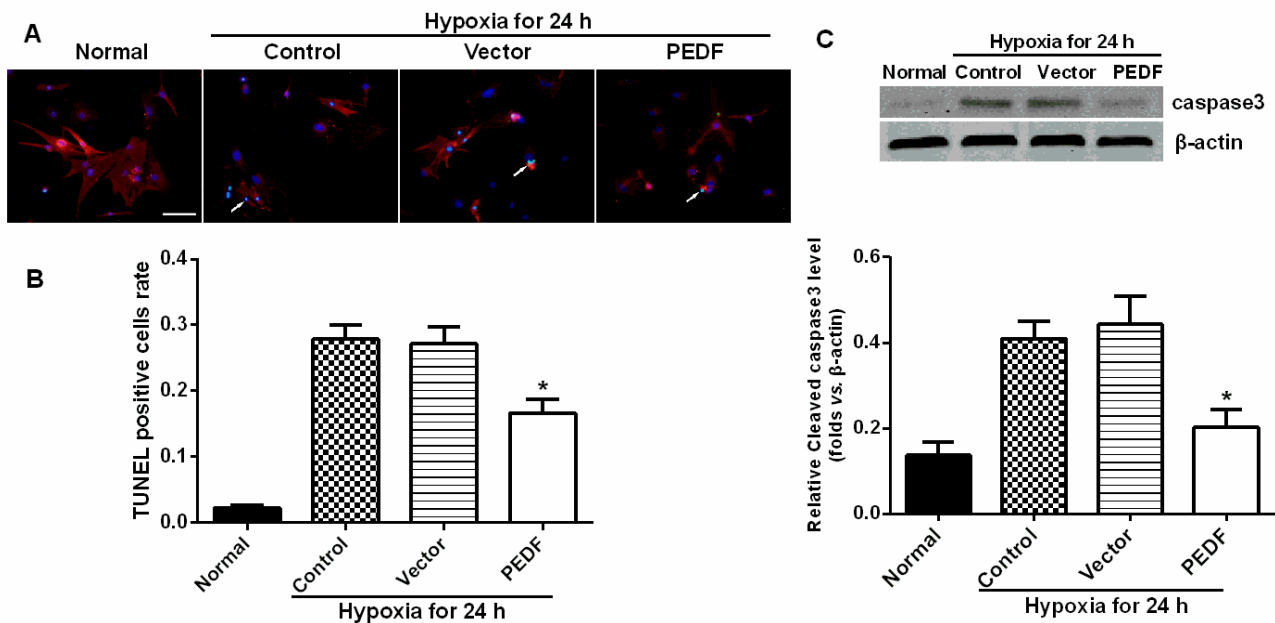 A
Hypoxia for 24 h
Normal
Control
Vector
PEDF
B
TUNEL positive cells rate
0.4
0.3
0.2
0.1
0.0
*
Normal
Control
Vector
PEDF
Hypoxia for 24 h
C
Hypoxia for 24 h
Normal
Control
Vector
PEDF
caspase3
β-actin
Relative Cleaved caspase3 level
(folds vs. β-actin)
0.6
0.4
0.2
0.0
*
Normal
Control
Vector
PEDF
Hypoxia for 24 h